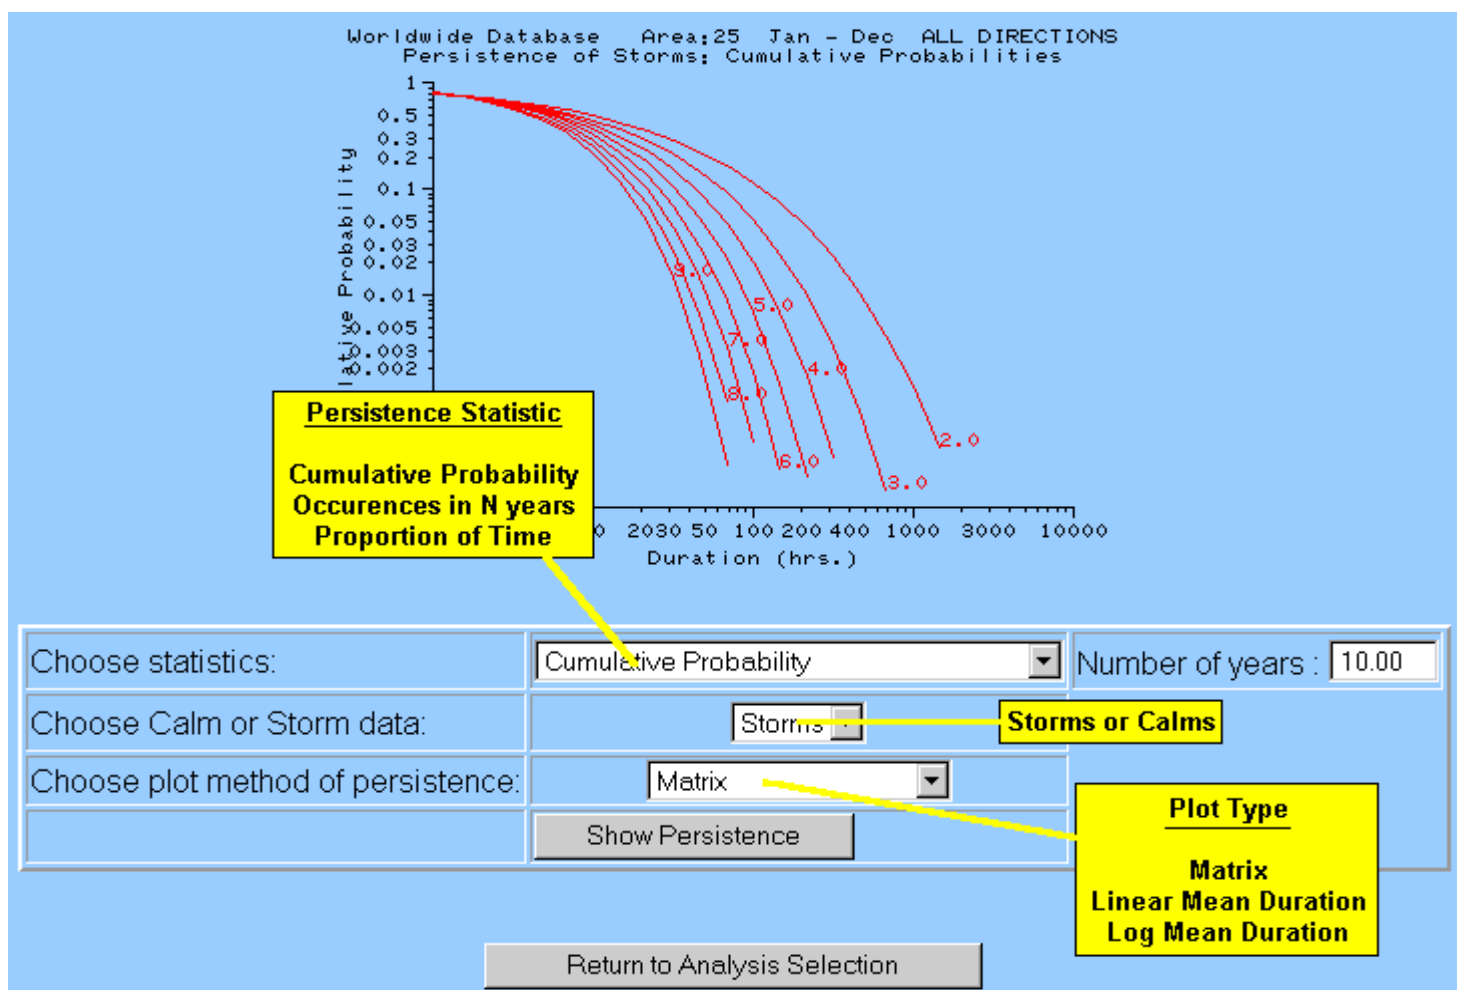 Worldwide Database Area:25 Jan - Dec ALL DIRECTIONS
Persistence of Storms: Cumulative Probabilities
1
0.5
0.3
0.2
0.1
0.05
0.03
0.02
0.01
0.005
0.003
0.002
lative Probability
9.0
5.0
7.0
4.0
8.0
2.0
6.0
3.0
Persistence Statistic
Cumulative Probability
Occurences in N years
Proportion of Time
0 20 30 50 100 200 400 1000 3000 10000
Duration (hrs.)
Choose statistics: Cumulative Probability Number of years : 10.00
Choose Calm or Storm data: Storms Storms or Calms
Choose plot method of persistence: Matrix
Show Persistence
Plot Type
Matrix
Linear Mean Duration
Log Mean Duration
Return to Analysis Selection